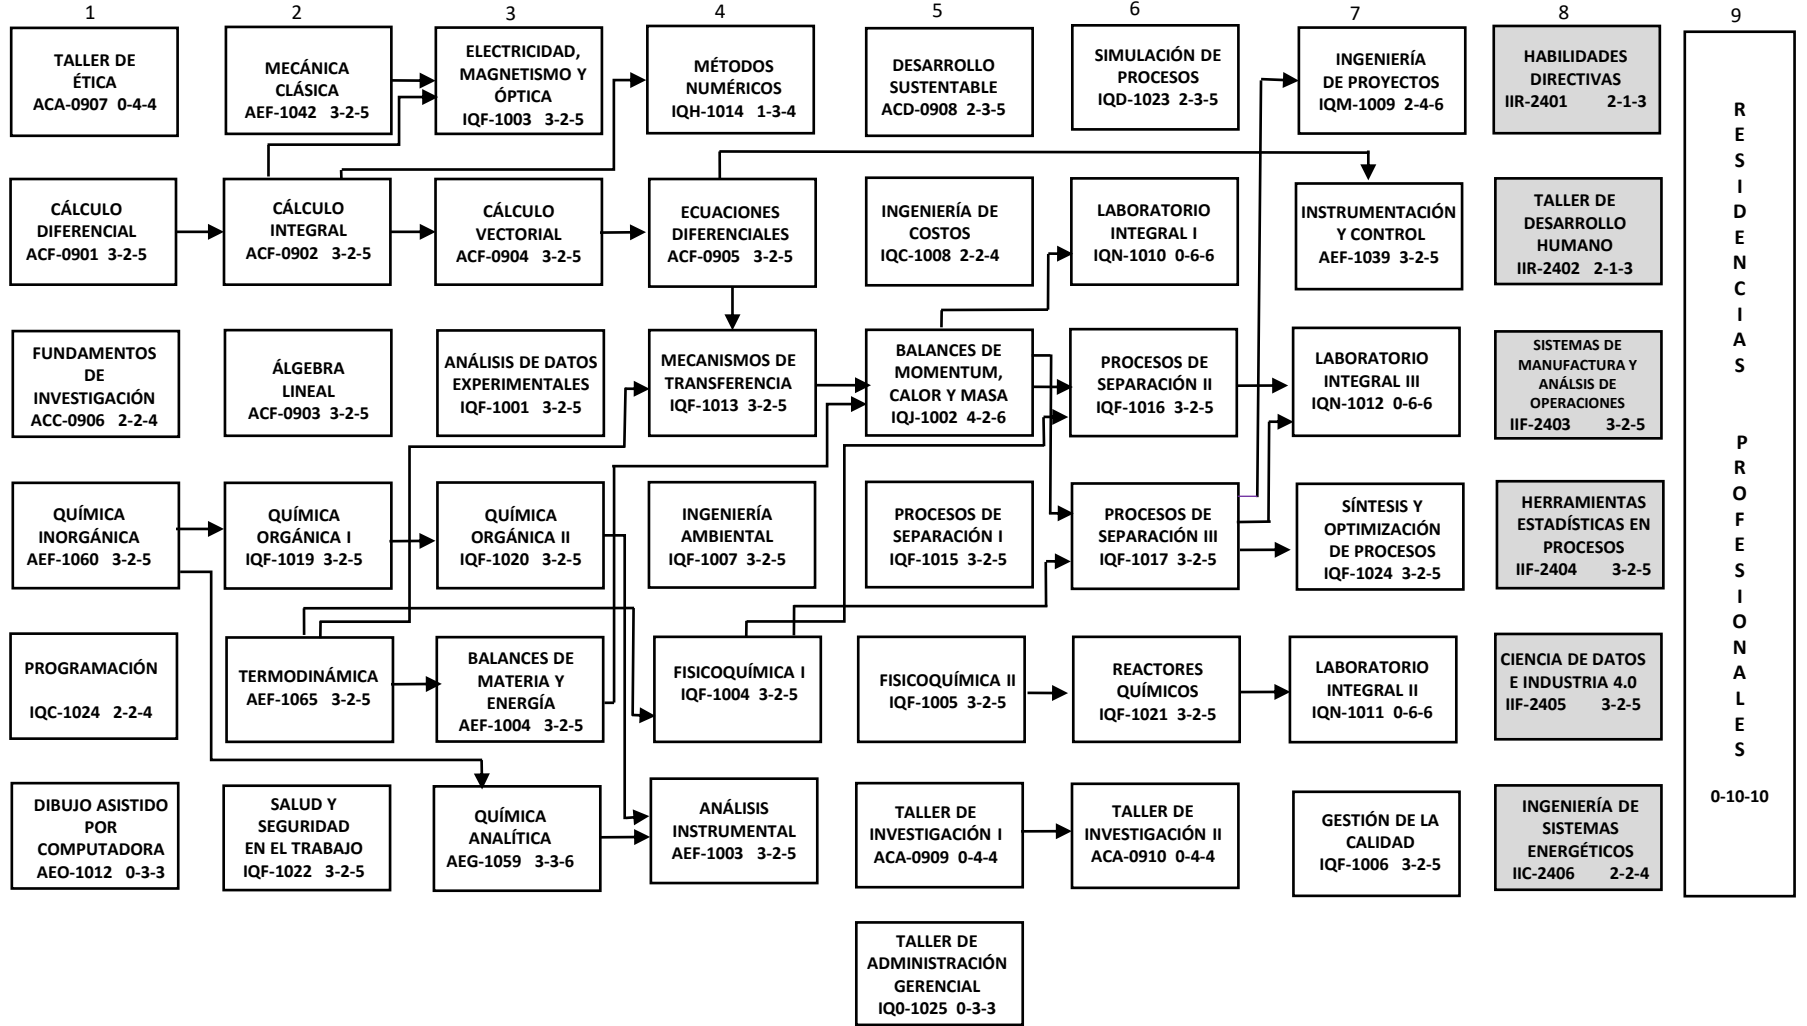 1
2
3
4
5
6
7
8
9
TALLER DE
ÉTICA
ACA-0907 0-4-4
CÁLCULO
DIFERENCIAL
ACF-0901 3-2-5
FUNDAMENTOS
DE
INVESTIGACIÓN
ACC-0906 2-2-4
QUÍMICA
INORGÁNICA
AEF-1060 3-2-5
PROGRAMACIÓN
IQC-1024 2-2-4
DIBUJO ASISTIDO
POR
COMPUTADORA
AEO-1012 0-3-3
MECÁNICA
CLÁSICA
AEF-1042 3-2-5
CÁLCULO
INTEGRAL
ACF-0902 3-2-5
ÁLGEBRA
LINEAL
ACF-0903 3-2-5
QUÍMICA
ORGÁNICA I
IQF-1019 3-2-5
TERMODINÁMICA
AEF-1065 3-2-5
SALUD Y
SEGURIDAD
EN EL TRABAJO
IQF-1022 3-2-5
ELECTRICIDAD,
MAGNETISMO Y
ÓPTICA
IQF-1003 3-2-5
CÁLCULO
VECTORIAL
ACF-0904 3-2-5
ANÁLISIS DE DATOS
EXPERIMENTALES
IQF-1001 3-2-5
QUÍMICA
ORGÁNICA II
IQF-1020 3-2-5
BALANCES DE
MATERIA Y
ENERGÍA
AEF-1004 3-2-5
QUÍMICA
ANALÍTICA
AEG-1059 3-3-6
MÉTODOS
NUMÉRICOS
IQH-1014 1-3-4
ECUACIONES
DIFERENCIALES
ACF-0905 3-2-5
MECANISMOS DE
TRANSFERENCIA
IQF-1013 3-2-5
INGENIERÍA
AMBIENTAL
IQF-1007 3-2-5
FISICOQUÍMICA I
IQF-1004 3-2-5
ANÁLISIS
INSTRUMENTAL
AEF-1003 3-2-5
DESARROLLO
SUSTENTABLE
ACD-0908 2-3-5
INGENIERÍA DE
COSTOS
IQC-1008 2-2-4
BALANCES DE
MOMENTUM,
CALOR Y MASA
IQJ-1002 4-2-6
PROCESOS DE
SEPARACIÓN I
IQF-1015 3-2-5
FISICOQUÍMICA II
IQF-1005 3-2-5
TALLER DE
INVESTIGACIÓN I
ACA-0909 0-4-4
TALLER DE
ADMINISTRACIÓN
GERENCIAL
IQ0-1025 0-3-3
SIMULACIÓN DE
PROCESOS
IQD-1023 2-3-5
LABORATORIO
INTEGRAL I
IQN-1010 0-6-6
PROCESOS DE
SEPARACIÓN II
IQF-1016 3-2-5
PROCESOS DE
SEPARACIÓN III
IQF-1017 3-2-5
REACTORES
QUÍMICOS
IQF-1021 3-2-5
TALLER DE
INVESTIGACIÓN II
ACA-0910 0-4-4
INGENIERÍA
DE PROYECTOS
IQM-1009 2-4-6
INSTRUMENTACIÓN
Y CONTROL
AEF-1039 3-2-5
LABORATORIO
INTEGRAL III
IQN-1012 0-6-6
SÍNTESIS Y
OPTIMIZACIÓN
DE PROCESOS
IQF-1024 3-2-5
LABORATORIO
INTEGRAL II
IQN-1011 0-6-6
GESTIÓN DE LA
CALIDAD
IQF-1006 3-2-5
HABILIDADES
DIRECTIVAS
IIR-2401 2-1-3
TALLER DE
DESARROLLO
HUMANO
IIR-2402 2-1-3
SISTEMAS DE
MANUFACTURA Y
ANÁLSIS DE
OPERACIONES
IIF-2403 3-2-5
HERRAMIENTAS
ESTADÍSTICAS EN
PROCESOS
IIF-2404 3-2-5
CIENCIA DE DATOS
E INDUSTRIA 4.0
IIF-2405 3-2-5
INGENIERÍA DE
SISTEMAS
ENERGÉTICOS
IIC-2406 2-2-4
RESIDENCIAS PROFESIONALES
0-10-10